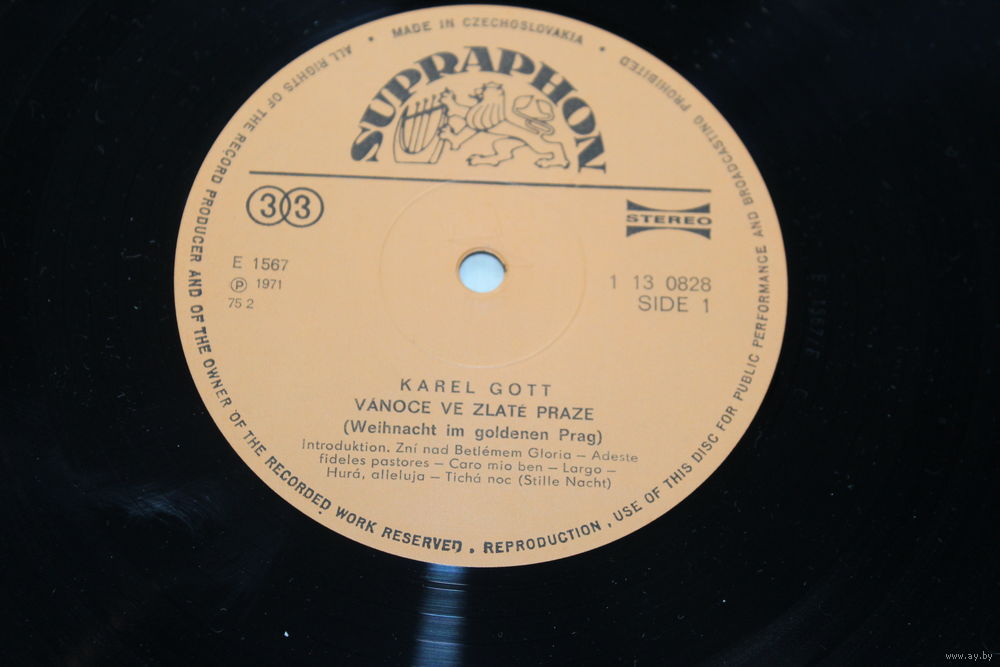 MADE IN CZECHOSLOVAKIA
SUPRAPHON
33
STEREO
E 1567
Ⓟ 1971
75 2
1 13 0828
SIDE 1
KAREL GOTT
VÁNOCE VE ZLATÉ PRAZE
(Weihnacht im goldenen Prag)
Introduktion. Zní nad Betlémem Gloria – Adeste
fideles pastores – Caro mio ben – Largo –
Hurá, alleluja – Tichá noc (Stille Nacht)
ALL RIGHTS OF THE RECORD PRODUCER AND OF THE OWNER OF THE RECORDED WORK RESERVED . REPRODUCTION , USE OF THIS DISC FOR PUBLIC PERFORMANCE AND BROADCASTING PROHIBITED
www.ay.by